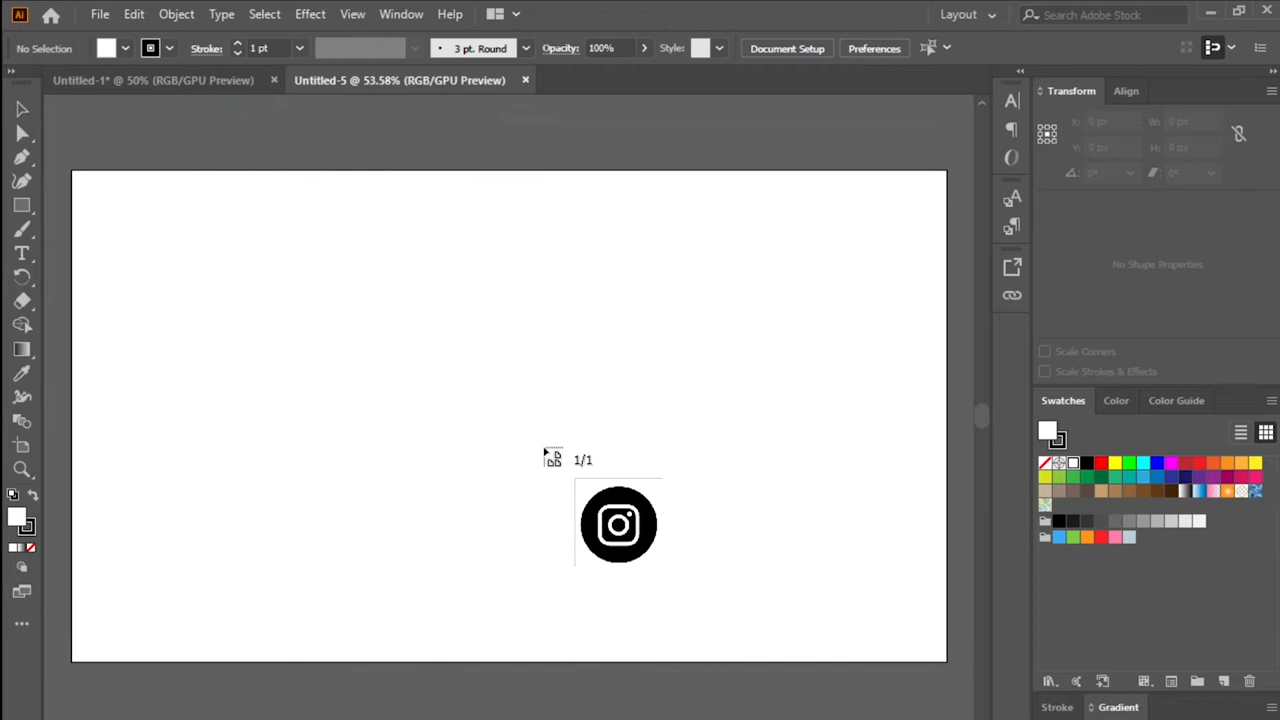 Ai File Edit Object Type Select Effect View Window Help Layout Search Adobe Stock
No Selection Stroke: 1 pt 3 pt. Round Opacity: 100% Style: Document Setup Preferences
Untitled-1* @ 50% (RGB/GPU Preview) × Untitled-5 @ 53.58% (RGB/GPU Preview) ×
Transform Align
X: 0 px W: 0 px
Y: 0 px H: 0 px
0° 0°
No Shape Properties
Scale Corners
Scale Strokes & Effects
Swatches Color Color Guide
1/1
Stroke Gradient